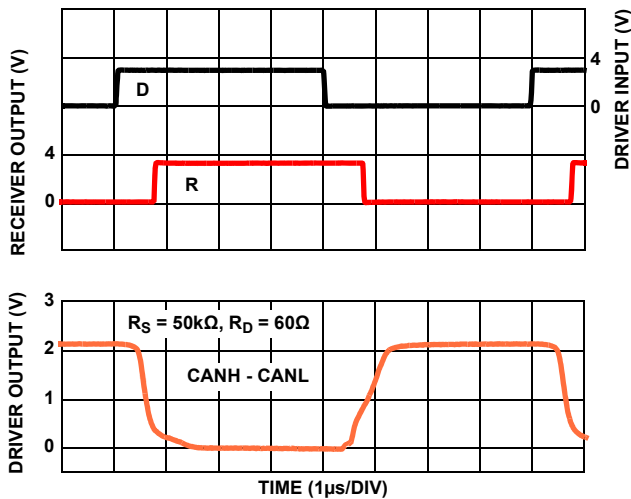 RECEIVER OUTPUT (V)
4
0
D
R
4
0
DRIVER INPUT (V)
DRIVER OUTPUT (V)
3
2
1
0
RS = 50kΩ, RD = 60Ω
CANH - CANL
TIME (1µs/DIV)